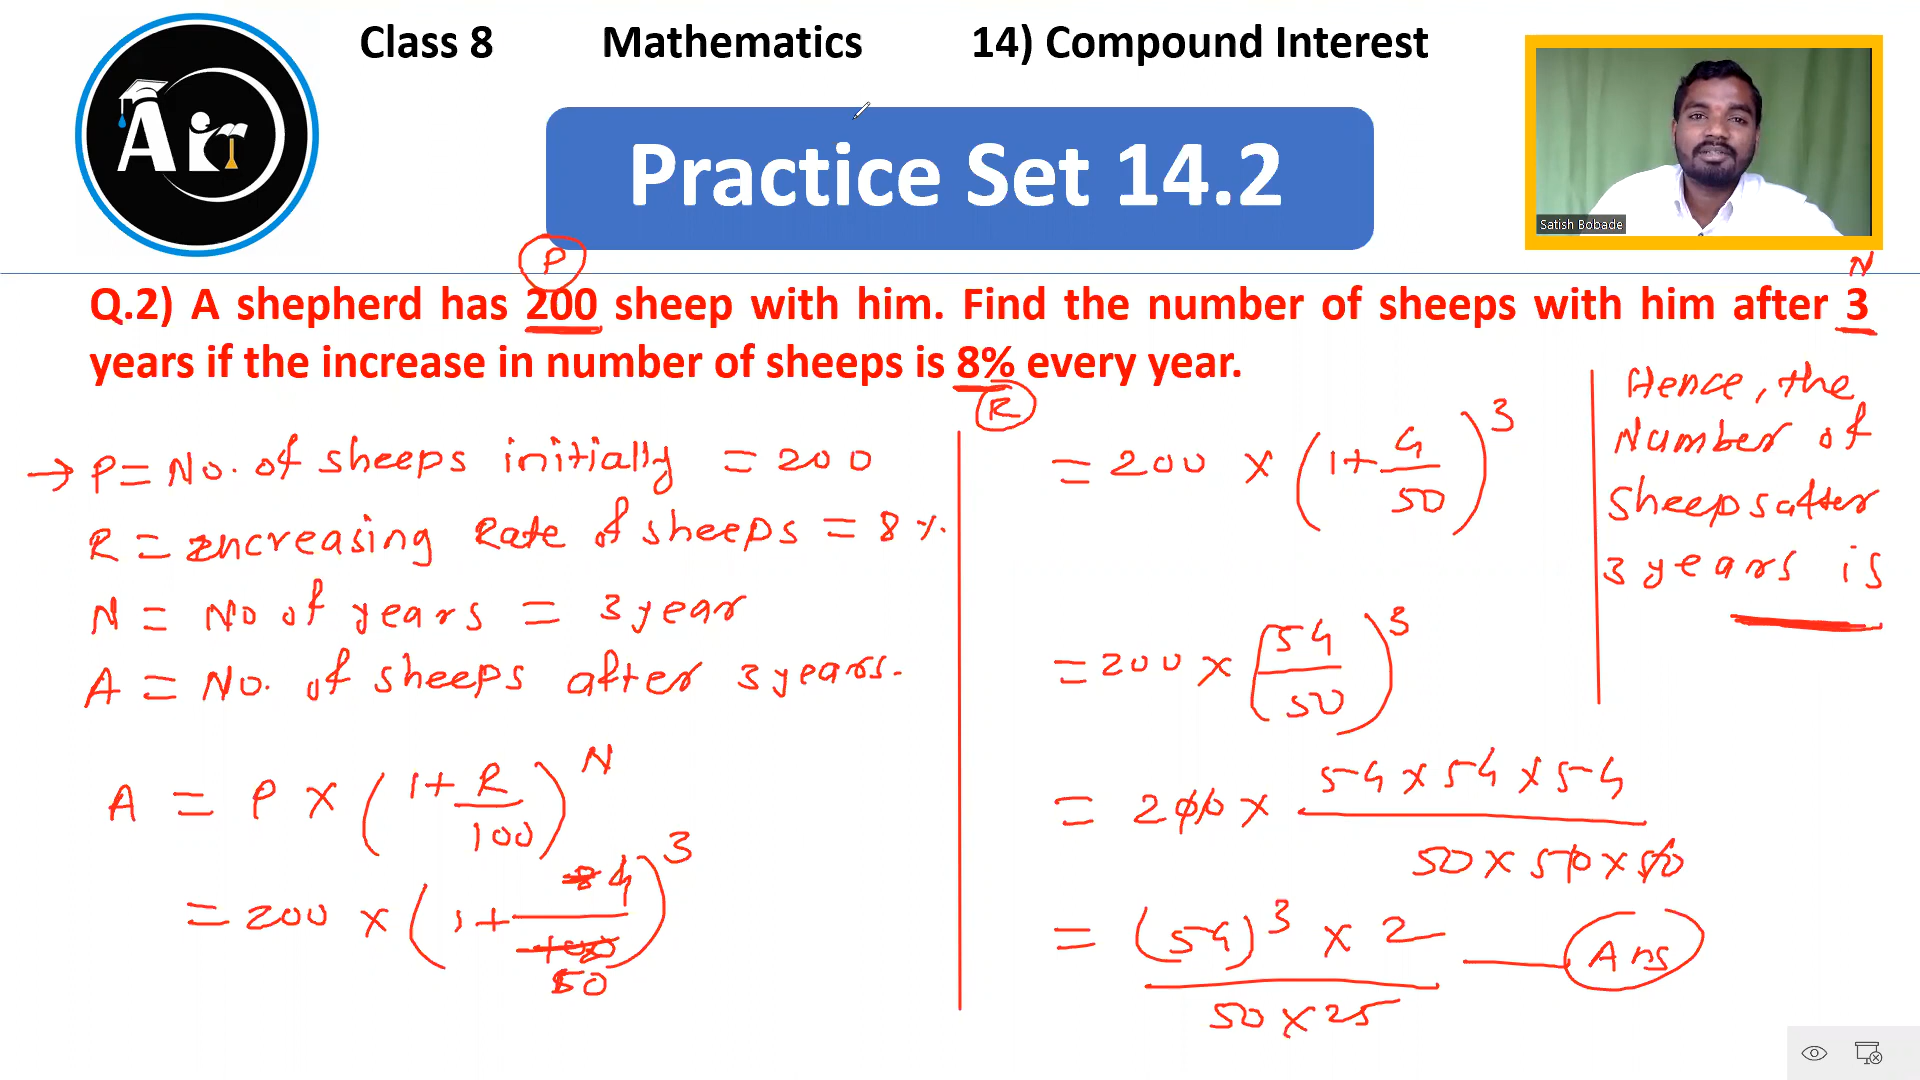 Class 8 Mathematics 14) Compound Interest
Air
Practice Set 14.2
Satish Bobade
P
N
Q.2) A shepherd has 200 sheep with him. Find the number of sheeps with him after 3
years if the increase in number of sheeps is 8% every year.
R
→ P = No. of sheeps initially = 200
R = Increasing Rate of sheeps = 8 %.
N = No of years = 3 year
A = No. of sheeps after 3 years.
A = P × (1 + R/100)^N
= 200 × (1 + 8 4/100 50)^3
= 200 × (1 + 4/50)^3
= 200 × (54/50)^3
= 200 × 54 × 54 × 54 / 50 × 50 × 50
= (54)^3 × 2 / 50 × 25 — Ans
Hence, the
Number of
Sheeps after
3 years is